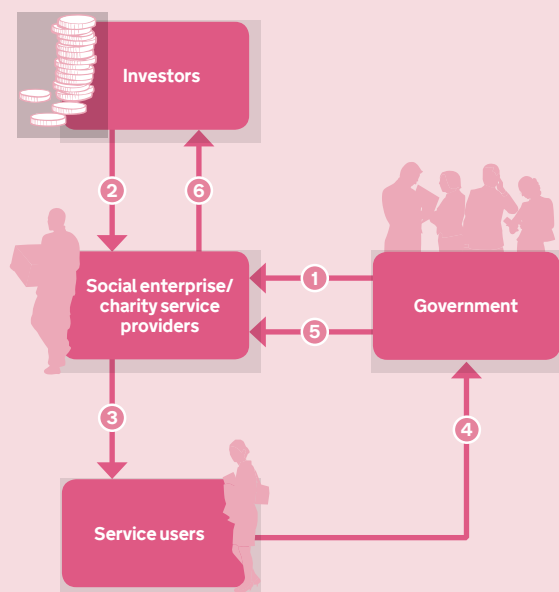 Investors
2
6
Social enterprise/
charity service
providers
1
5
Government
3
4
Service users